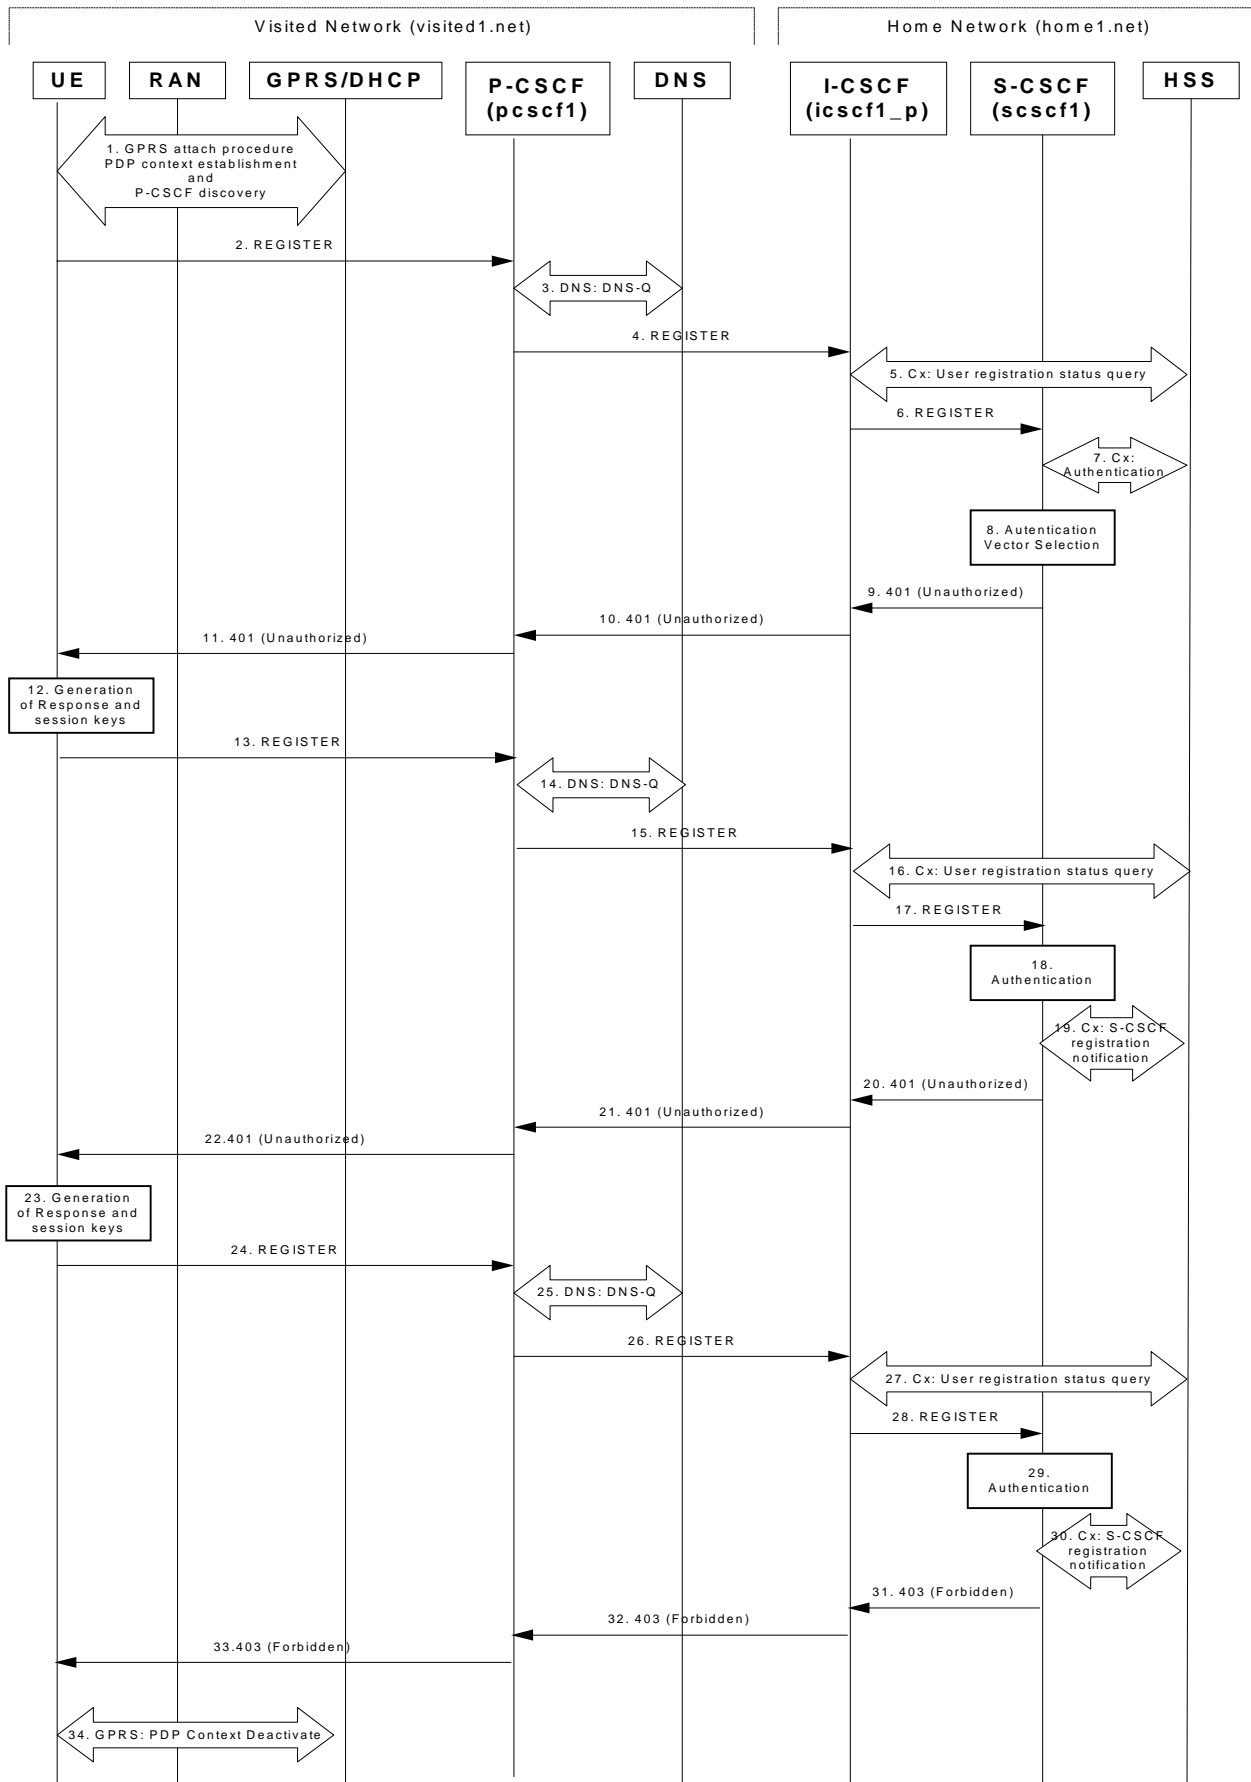 Visited Network (visited1.net)
Home Network (home1.net)
UE
RAN
GPRS/DHCP
P-CSCF
(pcscf1)
DNS
I-CSCF
(icscf1_p)
S-CSCF
(scscf1)
HSS
1. GPRS attach procedure
PDP context establishment
and
P-CSCF discovery
2. REGISTER
3. DNS: DNS-Q
4. REGISTER
5. Cx: User registration status query
6. REGISTER
7. Cx:
Authentication
8. Autentication
Vector Selection
9. 401 (Unauthorized)
10. 401 (Unauthorized)
11. 401 (Unauthorized)
12. Generation
of Response and
session keys
13. REGISTER
14. DNS: DNS-Q
15. REGISTER
16. Cx: User registration status query
17. REGISTER
18.
Authentication
19. Cx: S-CSCF
registration
notification
20. 401 (Unauthorized)
21. 401 (Unauthorized)
22.401 (Unauthorized)
23. Generation
of Response and
session keys
24. REGISTER
25. DNS: DNS-Q
26. REGISTER
27. Cx: User registration status query
28. REGISTER
29.
Authentication
30. Cx: S-CSCF
registration
notification
31. 403 (Forbidden)
32. 403 (Forbidden)
33.403 (Forbidden)
34. GPRS: PDP Context Deactivate